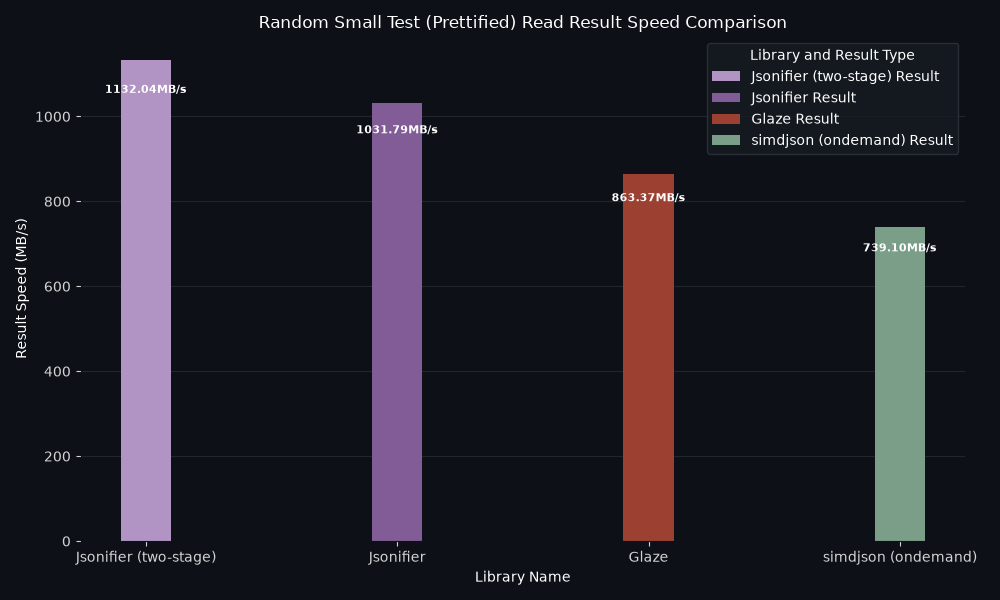 Random Small Test (Prettified) Read Result Speed Comparison
Library and Result Type
Jsonifier (two-stage) Result
Jsonifier Result
Glaze Result
simdjson (ondemand) Result
1132.04MB/s
1031.79MB/s
863.37MB/s
739.10MB/s
Result Speed (MB/s)
1000
800
600
400
200
0
Jsonifier (two-stage)
Jsonifier
Glaze
simdjson (ondemand)
Library Name